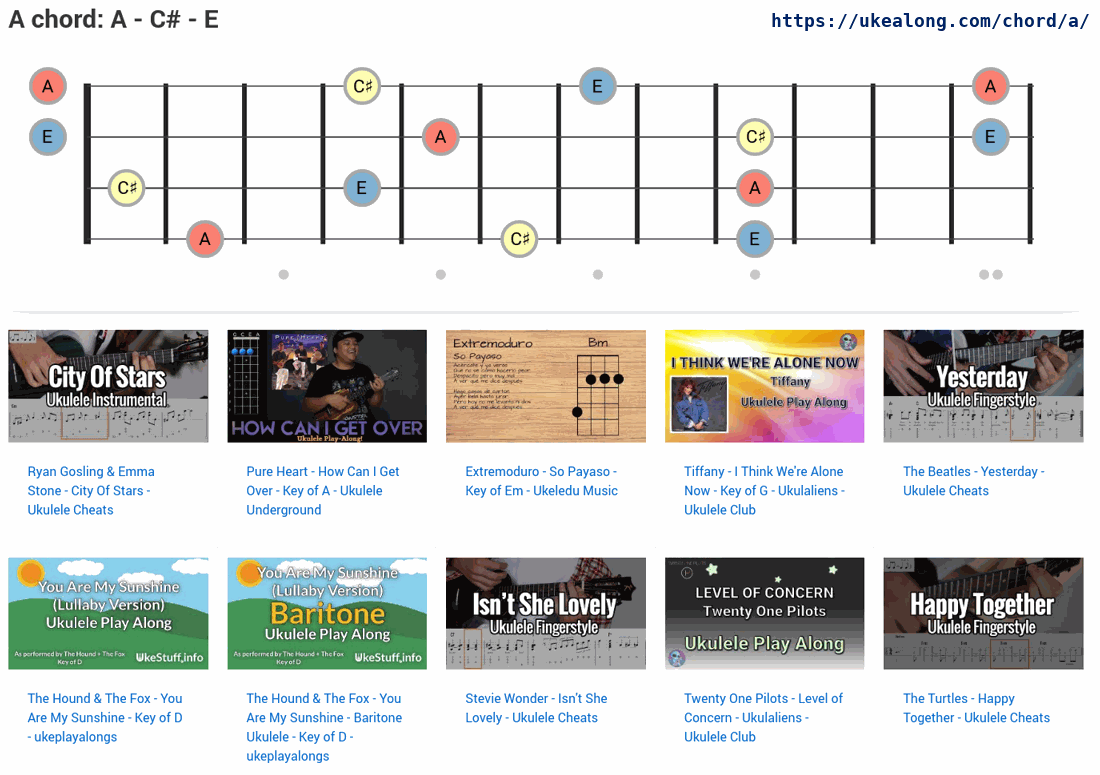 A chord: A - C# - E
https://ukealong.com/chord/a/
A C♯ E A
E A C♯ E
C♯ E A
A C♯ E
City Of Stars
Ukulele Instrumental
G C E A
Pure Heart
HOW CAN I GET OVER
Ukulele Play-Along!
Extremoduro
So Payaso
Bm
I THINK WE'RE ALONE NOW
Tiffany
Ukulele Play Along
Yesterday
Ukulele Fingerstyle
Ryan Gosling & Emma
Stone - City Of Stars -
Ukulele Cheats
Pure Heart - How Can I Get
Over - Key of A - Ukulele
Underground
Extremoduro - So Payaso -
Key of Em - Ukeledu Music
Tiffany - I Think We're Alone
Now - Key of G - Ukulaliens -
Ukulele Club
The Beatles - Yesterday -
Ukulele Cheats
You Are My Sunshine
(Lullaby Version)
Ukulele Play Along
As performed by The Hound + The Fox
Key of D
UkeStuff.info
You Are My Sunshine
(Lullaby Version)
Baritone
Ukulele Play Along
As performed by The Hound + The Fox
Key of D
UkeStuff.info
Isn't She Lovely
Ukulele Fingerstyle
LEVEL OF CONCERN
Twenty One Pilots
Ukulele Play Along
Happy Together
Ukulele Fingerstyle
The Hound & The Fox - You
Are My Sunshine - Key of D
- ukeplayalongs
The Hound & The Fox - You
Are My Sunshine - Baritone
Ukulele - Key of D -
ukeplayalongs
Stevie Wonder - Isn't She
Lovely - Ukulele Cheats
Twenty One Pilots - Level of
Concern - Ukulaliens -
Ukulele Club
The Turtles - Happy
Together - Ukulele Cheats